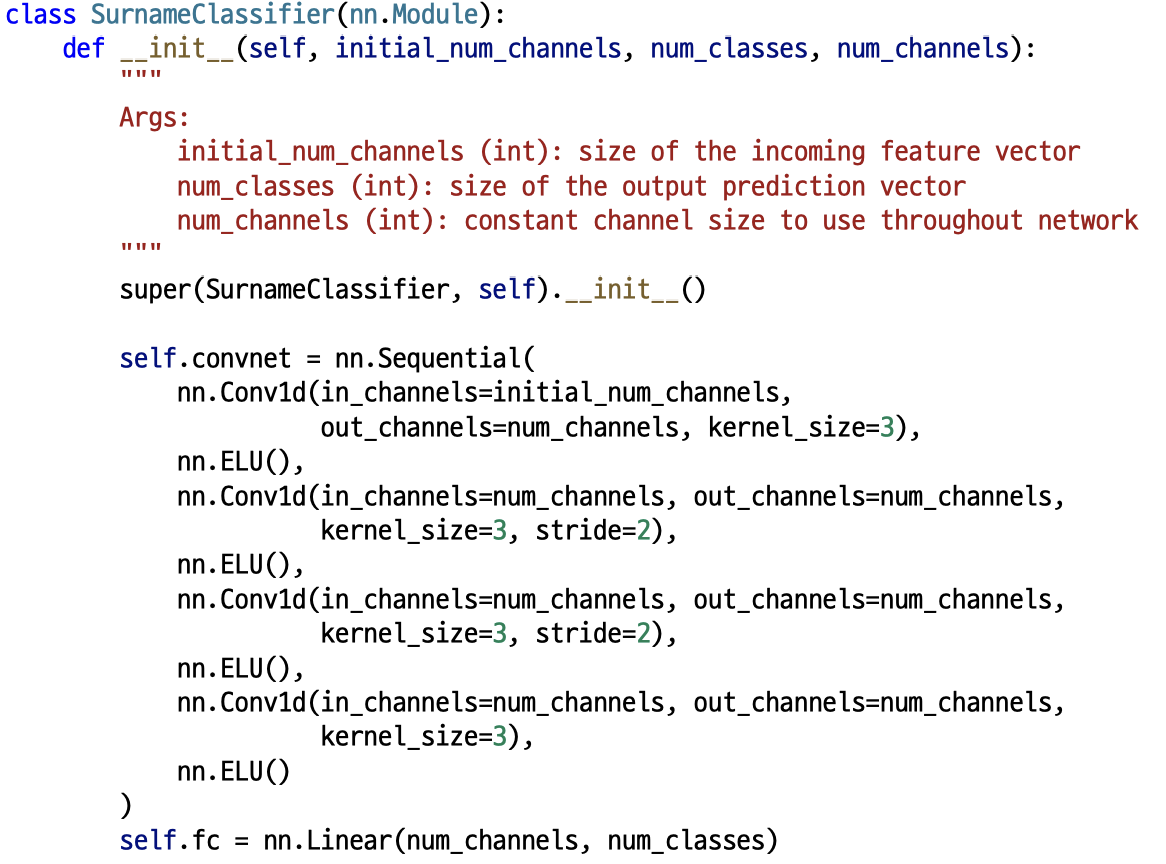 class SurnameClassifier(nn.Module):
    def __init__(self, initial_num_channels, num_classes, num_channels):
        """
        Args:
            initial_num_channels (int): size of the incoming feature vector
            num_classes (int): size of the output prediction vector
            num_channels (int): constant channel size to use throughout network
        """
        super(SurnameClassifier, self).__init__()

        self.convnet = nn.Sequential(
            nn.Conv1d(in_channels=initial_num_channels,
                      out_channels=num_channels, kernel_size=3),
            nn.ELU(),
            nn.Conv1d(in_channels=num_channels, out_channels=num_channels,
                      kernel_size=3, stride=2),
            nn.ELU(),
            nn.Conv1d(in_channels=num_channels, out_channels=num_channels,
                      kernel_size=3, stride=2),
            nn.ELU(),
            nn.Conv1d(in_channels=num_channels, out_channels=num_channels,
                      kernel_size=3),
            nn.ELU()
        )
        self.fc = nn.Linear(num_channels, num_classes)